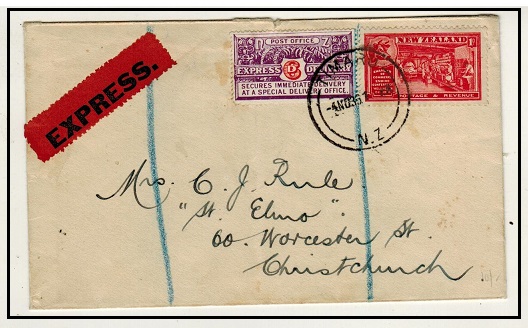 EXPRESS.
POST OFFICE
EXPRESS DELIVERY
SECURES IMMEDIATE DELIVERY
AT A SPECIAL DELIVERY OFFICE.
NEW ZEALAND
POSTAGE & REVENUE
N.Z
Mrs. C. J. Rule
"St. Elmo"
60. Worcester St.
Christchurch